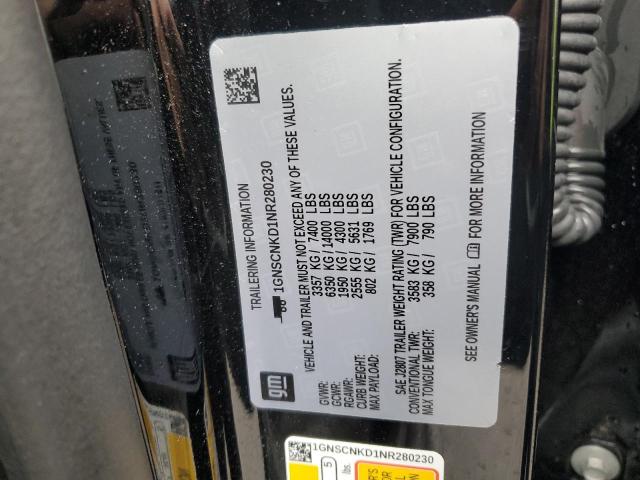 TRAILERING INFORMATION
1GNSCNKD1NR280230
VEHICLE AND TRAILER MUST NOT EXCEED ANY OF THESE VALUES.
gm
GVWR: 3357 KG / 7400 LBS
GCWR: 6350 KG / 14000 LBS
RGAWR: 1950 KG / 4300 LBS
CURB WEIGHT: 2555 KG / 5631 LBS
MAX PAYLOAD: 802 KG / 1769 LBS
SAE J2807 TRAILER WEIGHT RATING (TWR) FOR VEHICLE CONFIGURATION.
CONVENTIONAL TWR: 3583 KG / 7900 LBS
MAX TONGUE WEIGHT: 358 KG / 790 LBS
SEE OWNER'S MANUAL FOR MORE INFORMATION
1GNSCNKD1NR280230
5
lbs.